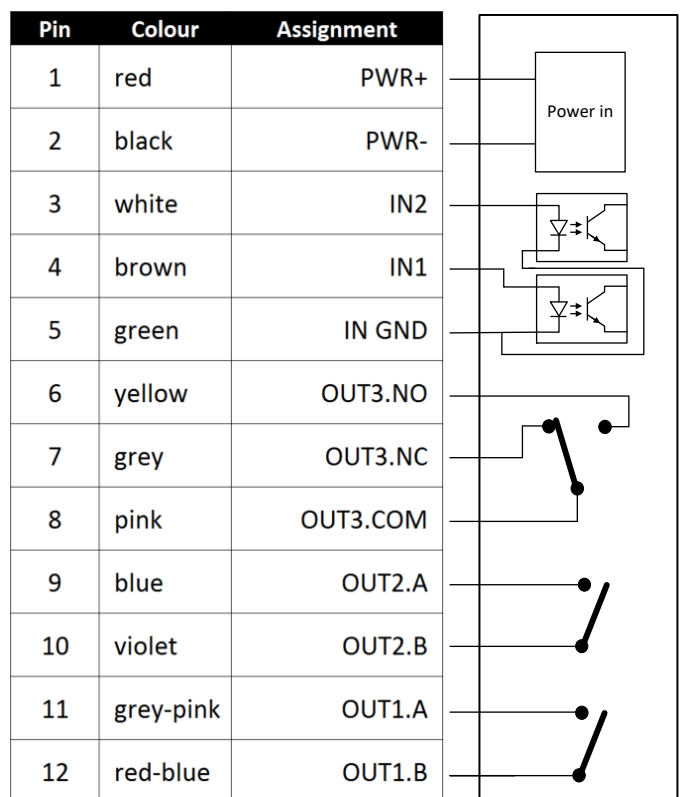 Pin Colour Assignment
1 red PWR+
Power in
2 black PWR-
3 white IN2
4 brown IN1
5 green IN GND
6 yellow OUT3.NO
7 grey OUT3.NC
8 pink OUT3.COM
9 blue OUT2.A
10 violet OUT2.B
11 grey-pink OUT1.A
12 red-blue OUT1.B